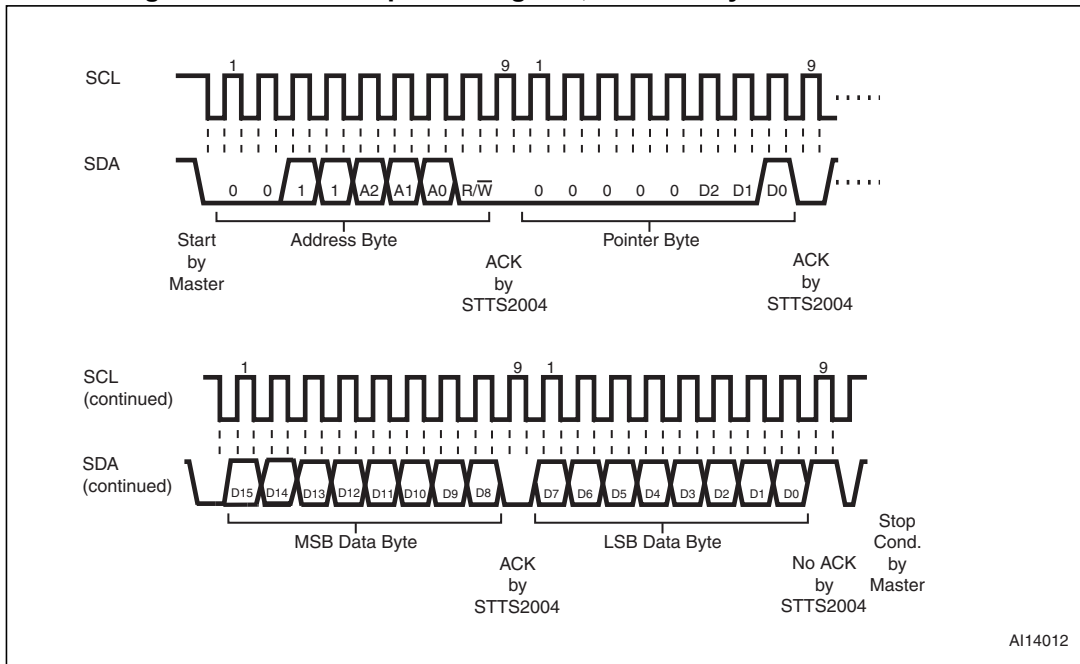 SCL
1 9 1 9
SDA
0 0 1 1 A2 A1 A0 R/W 0 0 0 0 0 D2 D1 D0
Address Byte Pointer Byte
Start
by
Master
ACK
by
STTS2004
ACK
by
STTS2004
SCL
(continued)
1 9 1 9
SDA
(continued)
D15 D14 D13 D12 D11 D10 D9 D8 D7 D6 D5 D4 D3 D2 D1 D0
MSB Data Byte LSB Data Byte
ACK
by
STTS2004
No ACK
by
STTS2004
Stop
Cond.
by
Master
AI14012